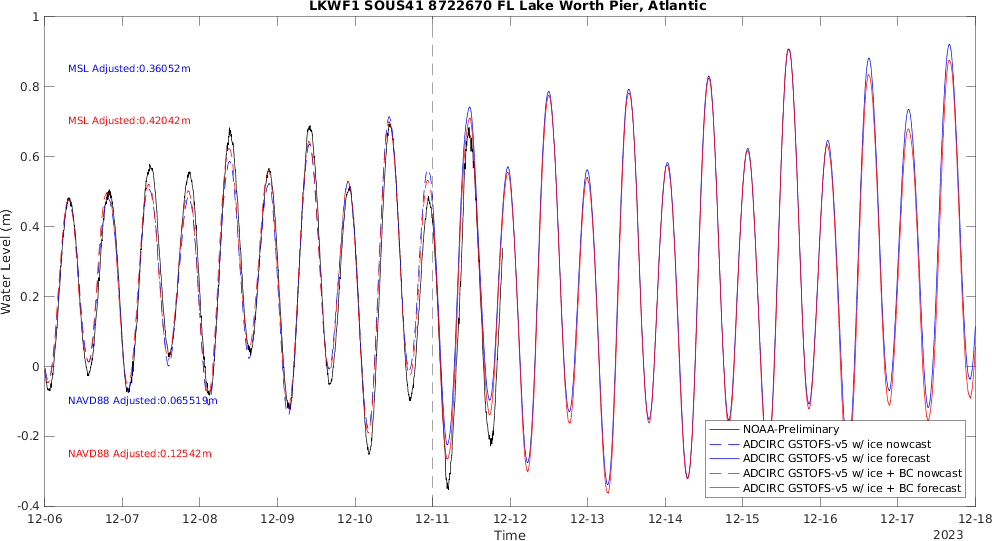 LKWF1 SOUS41 8722670 FL Lake Worth Pier, Atlantic
1
0.8
0.6
0.4
0.2
0
-0.2
-0.4
Water Level (m)
MSL Adjusted:0.36052m
MSL Adjusted:0.42042m
NAVD88 Adjusted:0.065519m
NAVD88 Adjusted:0.12542m
NOAA-Preliminary
ADCIRC GSTOFS-v5 w/ ice nowcast
ADCIRC GSTOFS-v5 w/ ice forecast
ADCIRC GSTOFS-v5 w/ ice + BC nowcast
ADCIRC GSTOFS-v5 w/ ice + BC forecast
12-06 12-07 12-08 12-09 12-10 12-11 12-12 12-13 12-14 12-15 12-16 12-17 12-18
Time
2023